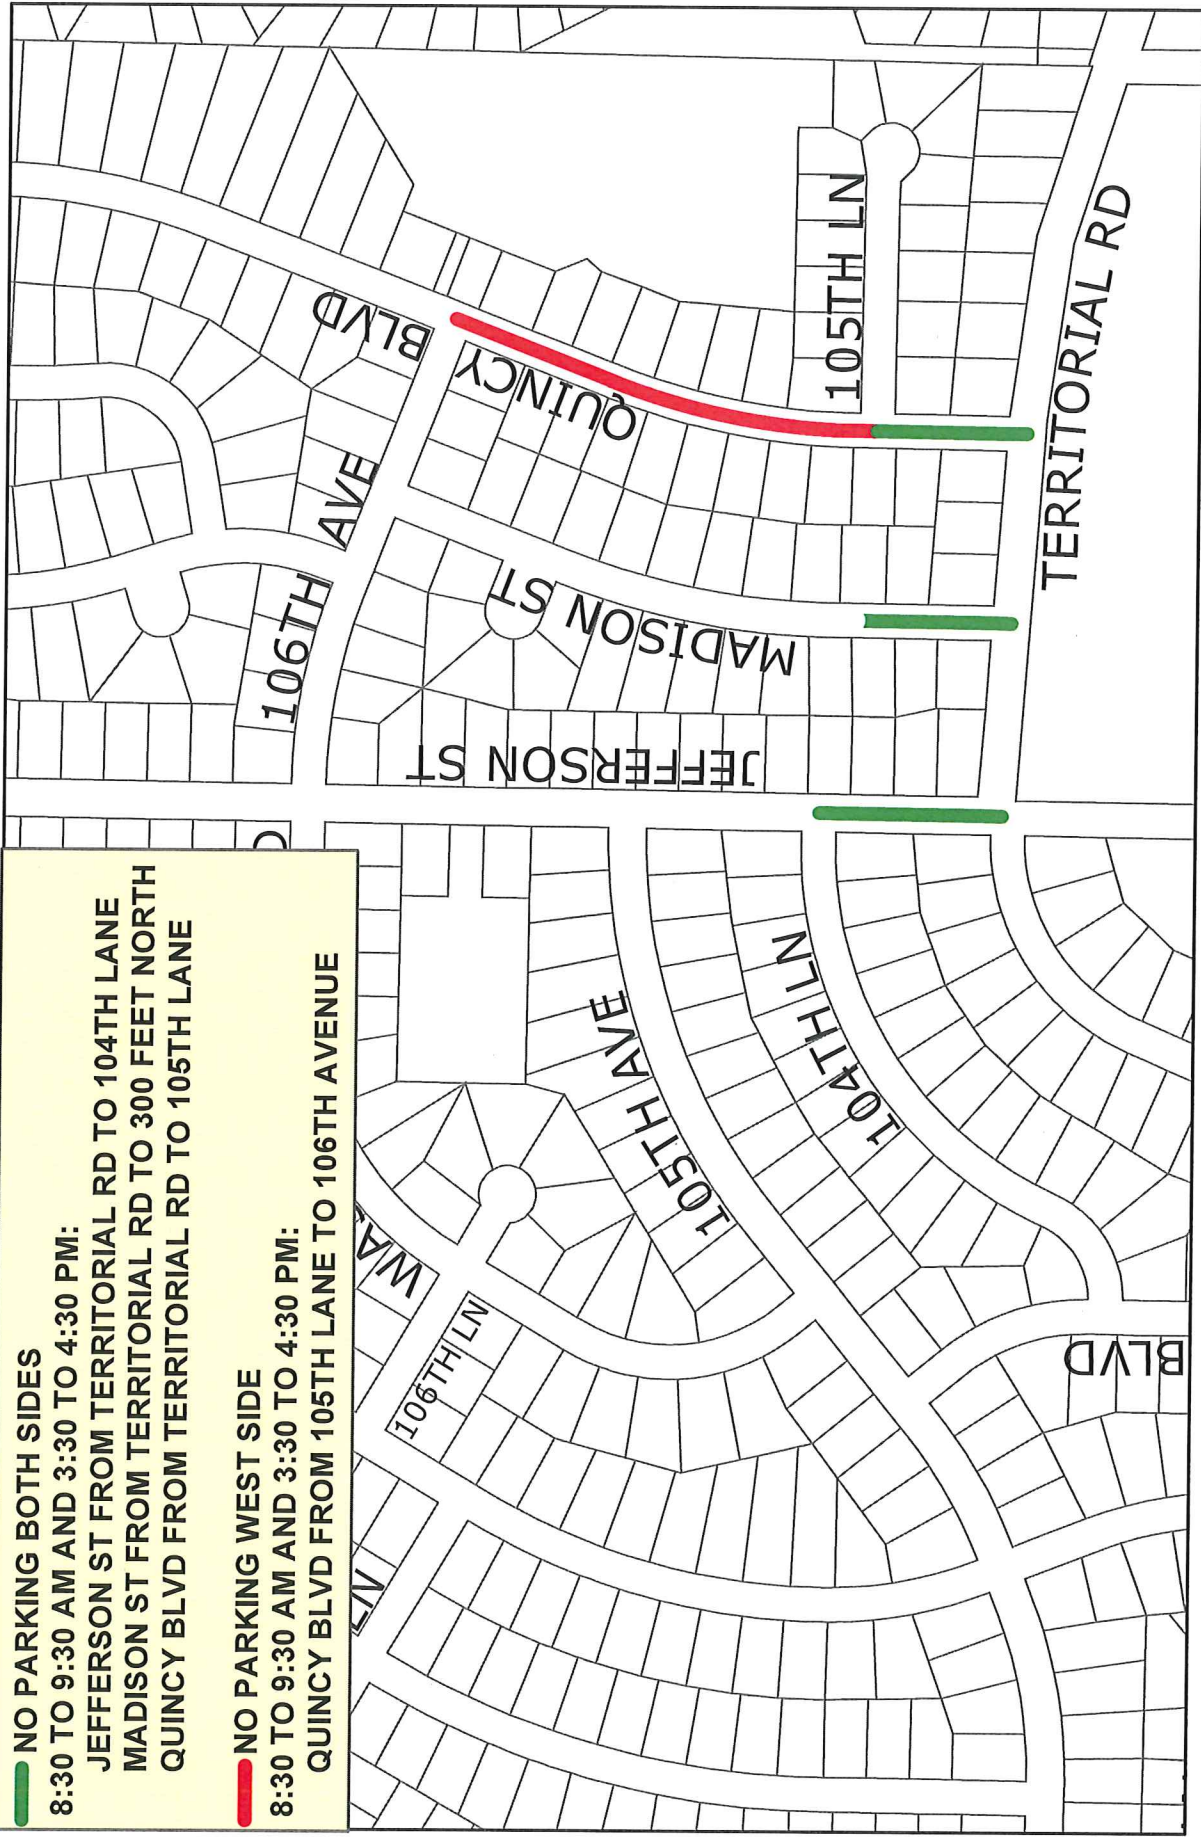 NO PARKING BOTH SIDES
8:30 TO 9:30 AM AND 3:30 TO 4:30 PM:
JEFFERSON ST FROM TERRITORIAL RD TO 104TH LANE
MADISON ST FROM TERRITORIAL RD TO 300 FEET NORTH
QUINCY BLVD FROM TERRITORIAL RD TO 105TH LANE
NO PARKING WEST SIDE
8:30 TO 9:30 AM AND 3:30 TO 4:30 PM:
QUINCY BLVD FROM 105TH LANE TO 106TH AVENUE
106TH AVE
QUINCY BLVD
MADISON ST
JEFFERSON ST
105TH LN
TERRITORIAL RD
105TH AVE
104TH LN
106TH LN
WA
LN
BLVD